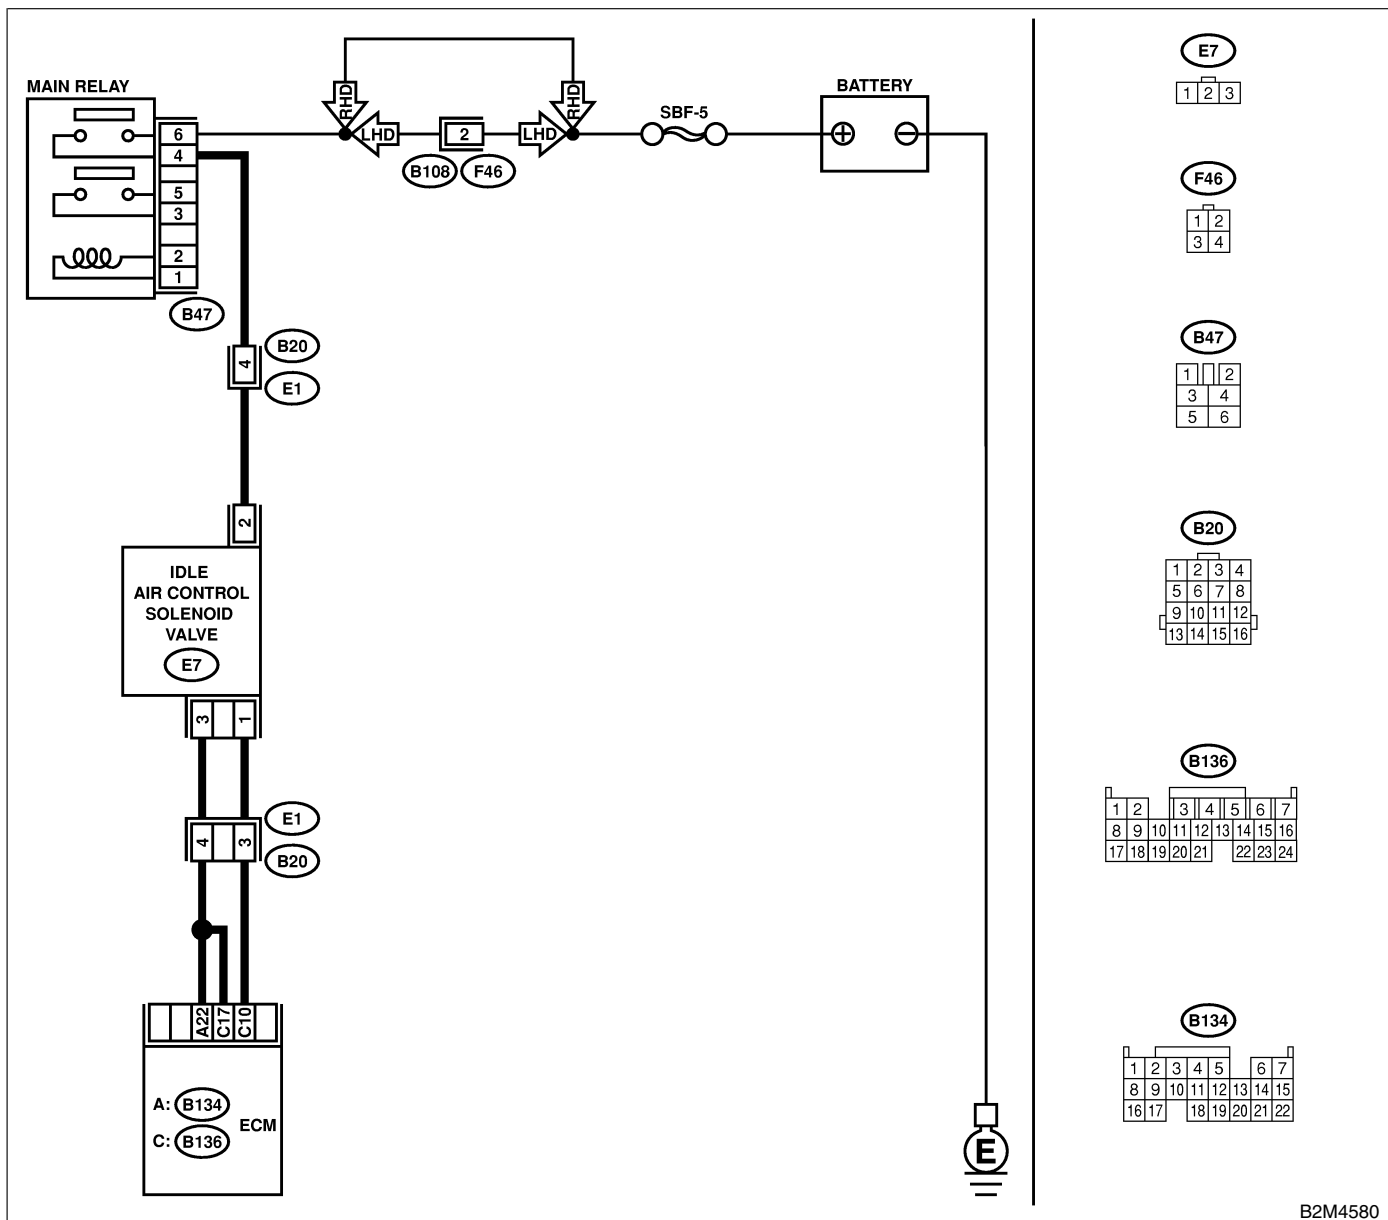 MAIN RELAY
6
4
5
3
2
1
B47
RHD
LHD
2
B108
F46
LHD
RHD
SBF-5
BATTERY
+
−
4
B20
E1
2
IDLE
AIR CONTROL
SOLENOID
VALVE
E7
3
1
E1
4
3
B20
A22
C17
C10
A: B134
C: B136
ECM
E
E7
1 2 3
F46
1 2
3 4
B47
1 2
3 4
5 6
B20
1 2 3 4
5 6 7 8
9 10 11 12
13 14 15 16
B136
1 2 3 4 5 6 7
8 9 10 11 12 13 14 15 16
17 18 19 20 21 22 23 24
B134
1 2 3 4 5 6 7
8 9 10 11 12 13 14 15
16 17 18 19 20 21 22
B2M4580